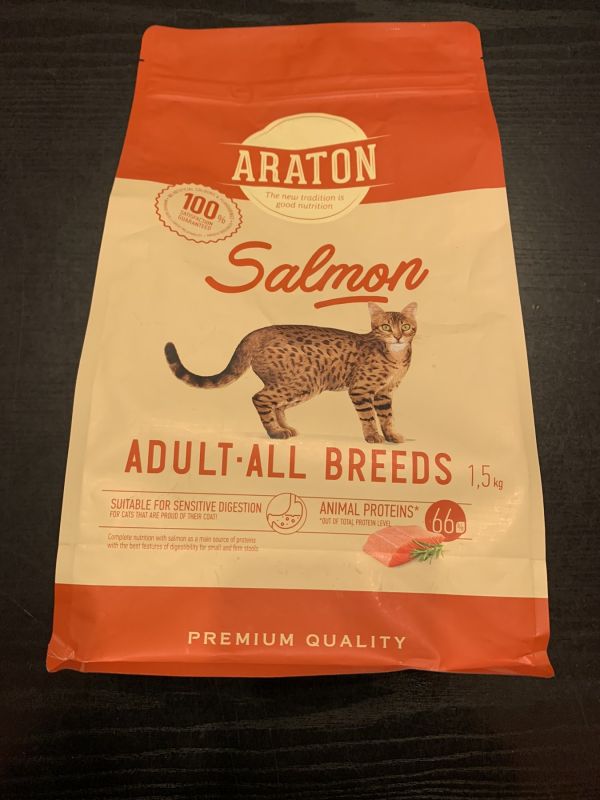 ARATON
The new tradition is
good nutrition
100%
SATISFACTION
GUARANTEED
Salmon
ADULT·ALL BREEDS 1,5kg
SUITABLE FOR SENSITIVE DIGESTION
FOR CATS THAT ARE PROUD OF THEIR COAT!
ANIMAL PROTEINS*
*OUT OF TOTAL PROTEIN LEVEL
66%
Complete nutrition with salmon as a main source of proteins
with the best features of digestibility for small and firm stools
PREMIUM QUALITY